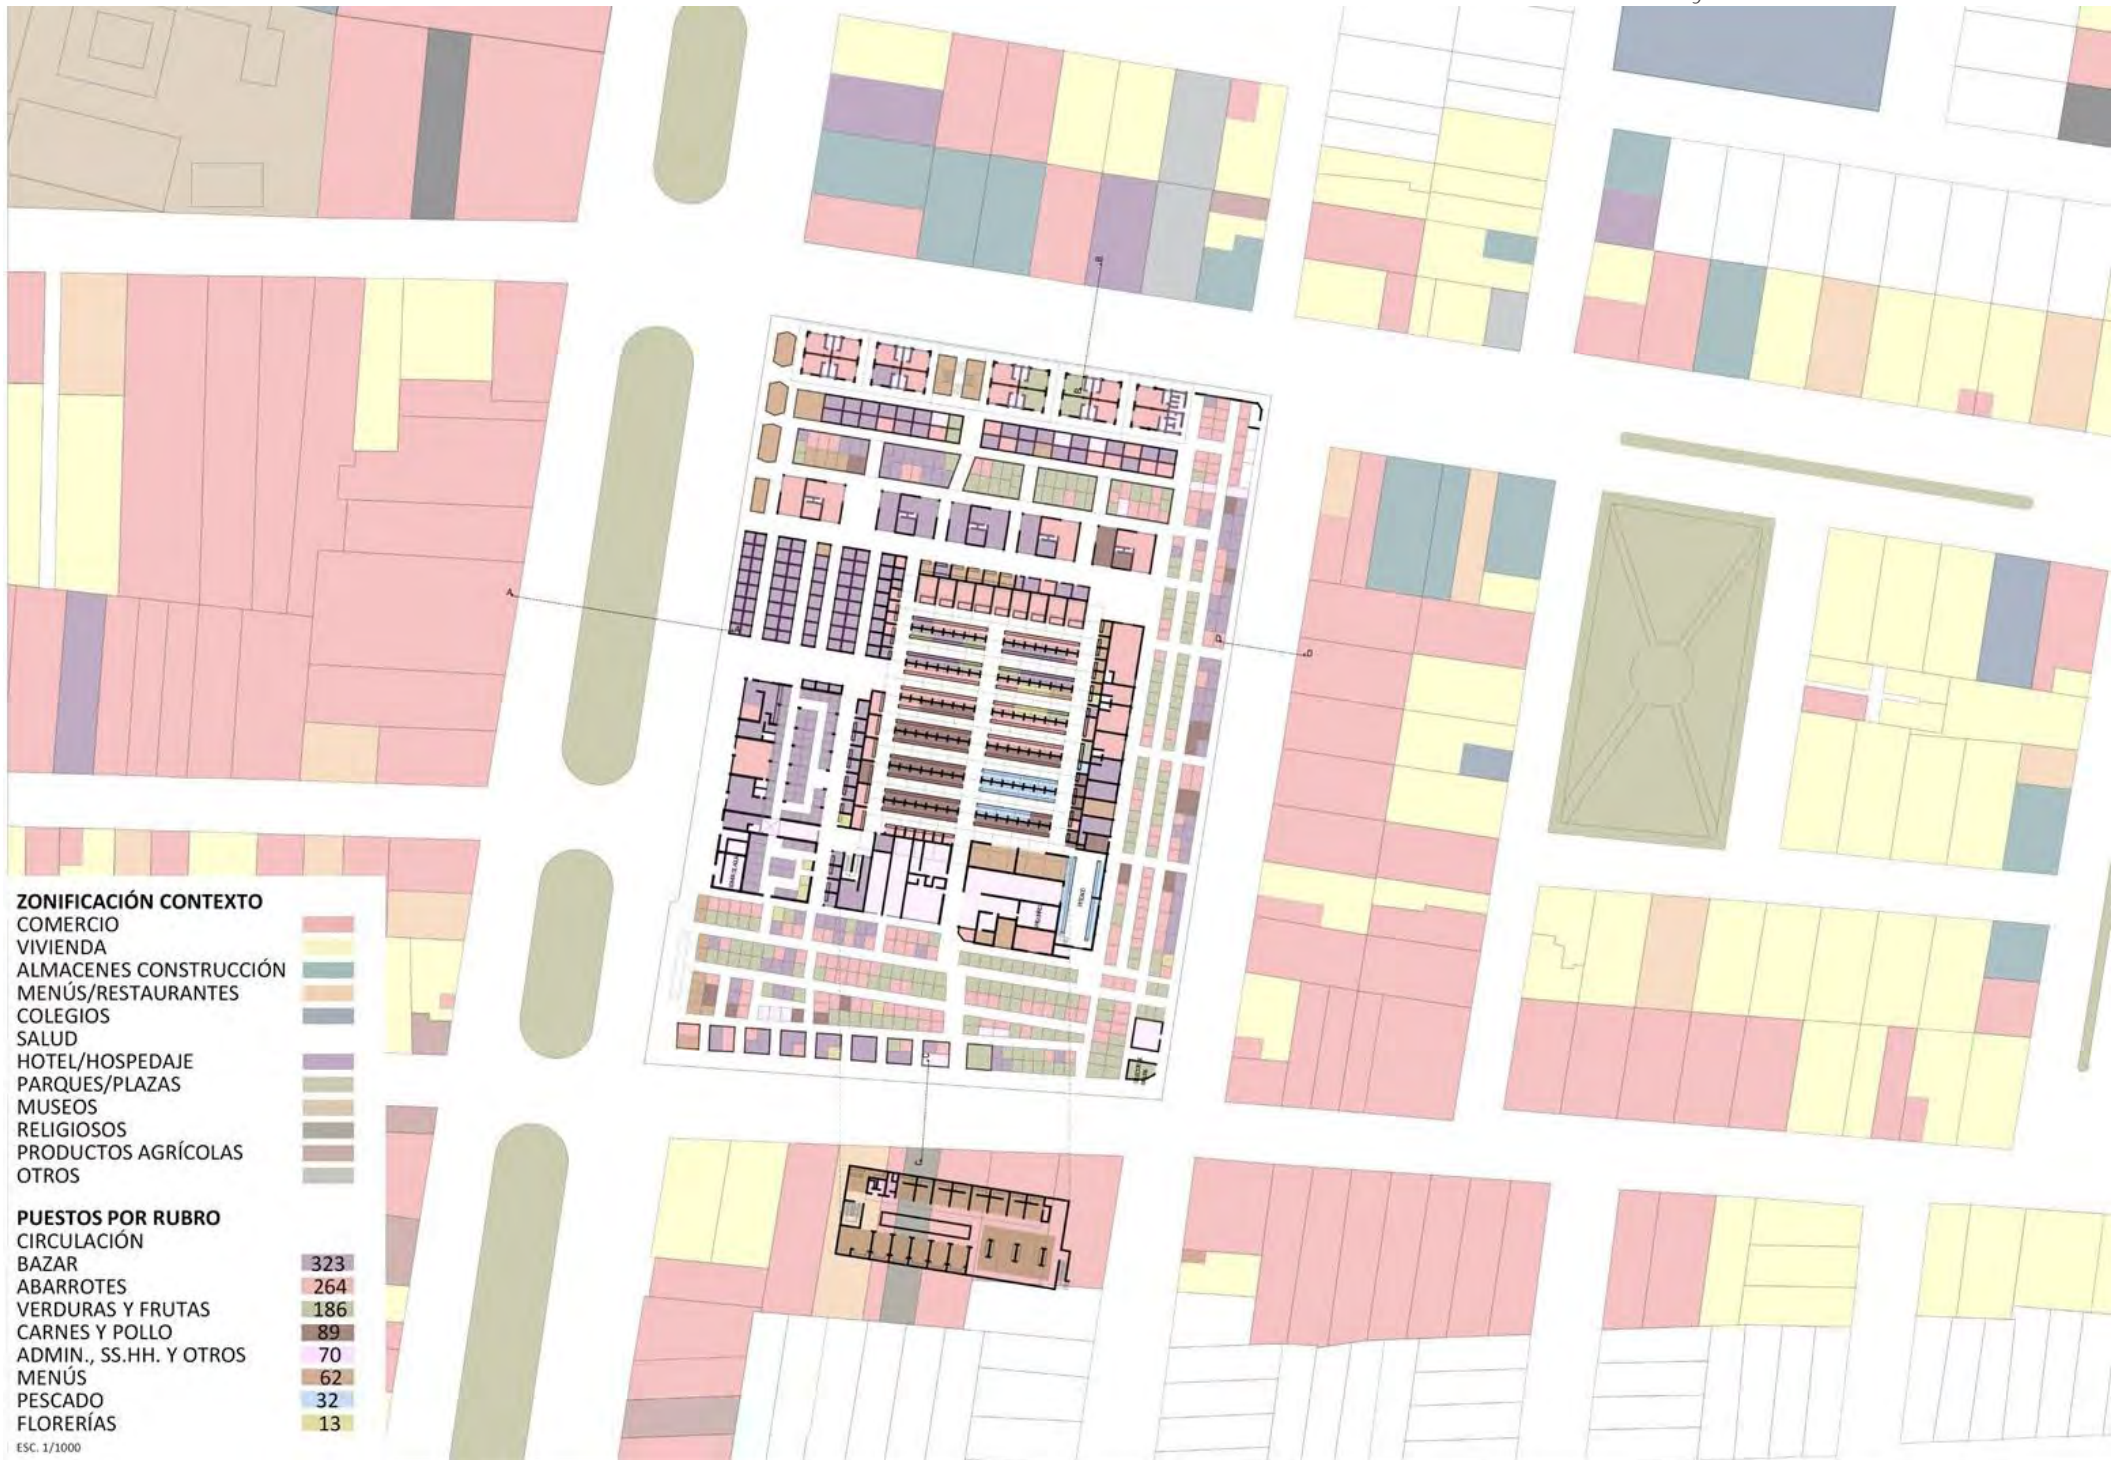 ZONIFICACIÓN CONTEXTO
COMERCIO
VIVIENDA
ALMACENES CONSTRUCCIÓN
MENÚS/RESTAURANTES
COLEGIOS
SALUD
HOTEL/HOSPEDAJE
PARQUES/PLAZAS
MUSEOS
RELIGIOSOS
PRODUCTOS AGRÍCOLAS
OTROS
PUESTOS POR RUBRO
CIRCULACIÓN
BAZAR 323
ABARROTES 264
VERDURAS Y FRUTAS 186
CARNES Y POLLO 89
ADMIN., SS.HH. Y OTROS 70
MENÚS 62
PESCADO 32
FLORERÍAS 13
ESC. 1/1000
A
B
D